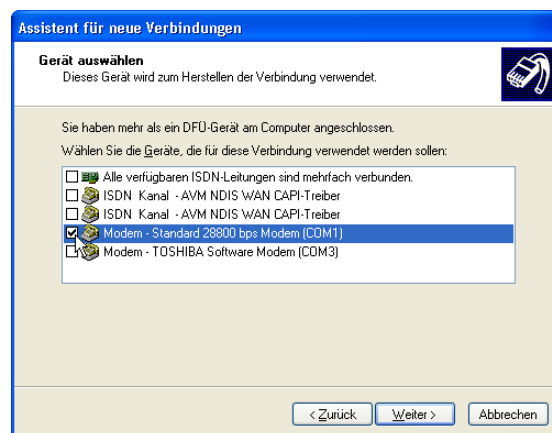 Assistent für neue Verbindungen
Gerät auswählen
Dieses Gerät wird zum Herstellen der Verbindung verwendet.
Sie haben mehr als ein DFÜ-Gerät am Computer angeschlossen.
Wählen Sie die Geräte, die für diese Verbindung verwendet werden sollen:
Alle verfügbaren ISDN-Leitungen sind mehrfach verbunden.
ISDN Kanal - AVM NDIS WAN CAPI-Treiber
ISDN Kanal - AVM NDIS WAN CAPI-Treiber
Modem - Standard 28800 bps Modem (COM1)
Modem - TOSHIBA Software Modem (COM3)
< Zurück Weiter > Abbrechen